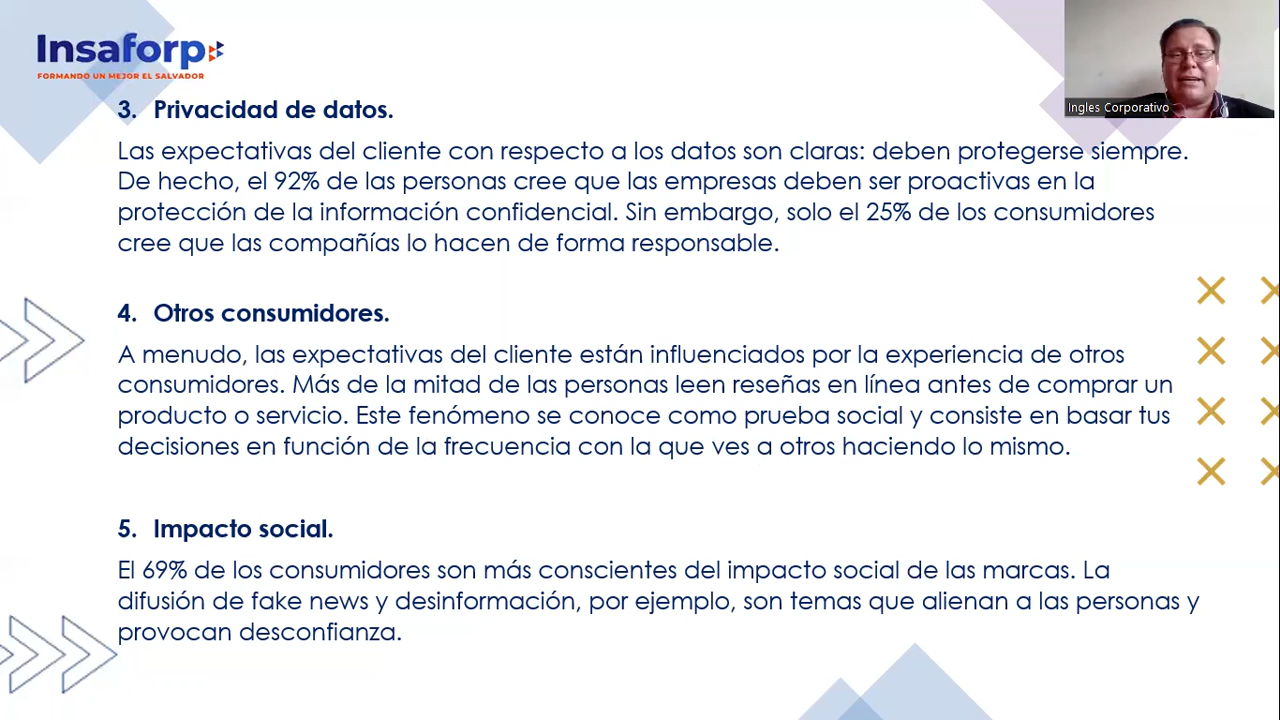 Insaforp
FORMANDO UN MEJOR EL SALVADOR
Ingles Corporativo
3. Privacidad de datos.
Las expectativas del cliente con respecto a los datos son claras: deben protegerse siempre.
De hecho, el 92% de las personas cree que las empresas deben ser proactivas en la
protección de la información confidencial. Sin embargo, solo el 25% de los consumidores
cree que las compañías lo hacen de forma responsable.
4. Otros consumidores.
A menudo, las expectativas del cliente están influenciados por la experiencia de otros
consumidores. Más de la mitad de las personas leen reseñas en línea antes de comprar un
producto o servicio. Este fenómeno se conoce como prueba social y consiste en basar tus
decisiones en función de la frecuencia con la que ves a otros haciendo lo mismo.
5. Impacto social.
El 69% de los consumidores son más conscientes del impacto social de las marcas. La
difusión de fake news y desinformación, por ejemplo, son temas que alienan a las personas y
provocan desconfianza.